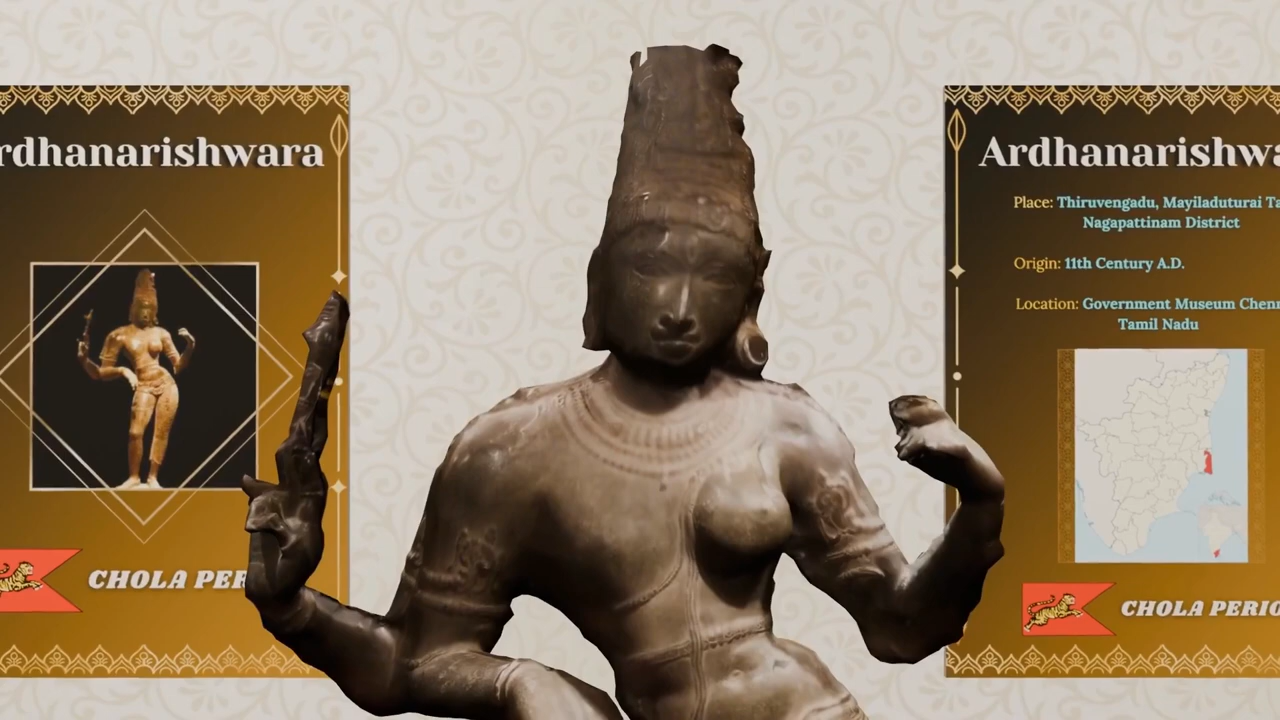 rdhanarishwara
CHOLA PER
Ardhanarishwa
Place: Thiruvengadu, Mayiladuturai Ta
Nagapattinam District
Origin: 11th Century A.D.
Location: Government Museum Chenn
Tamil Nadu
CHOLA PERIO